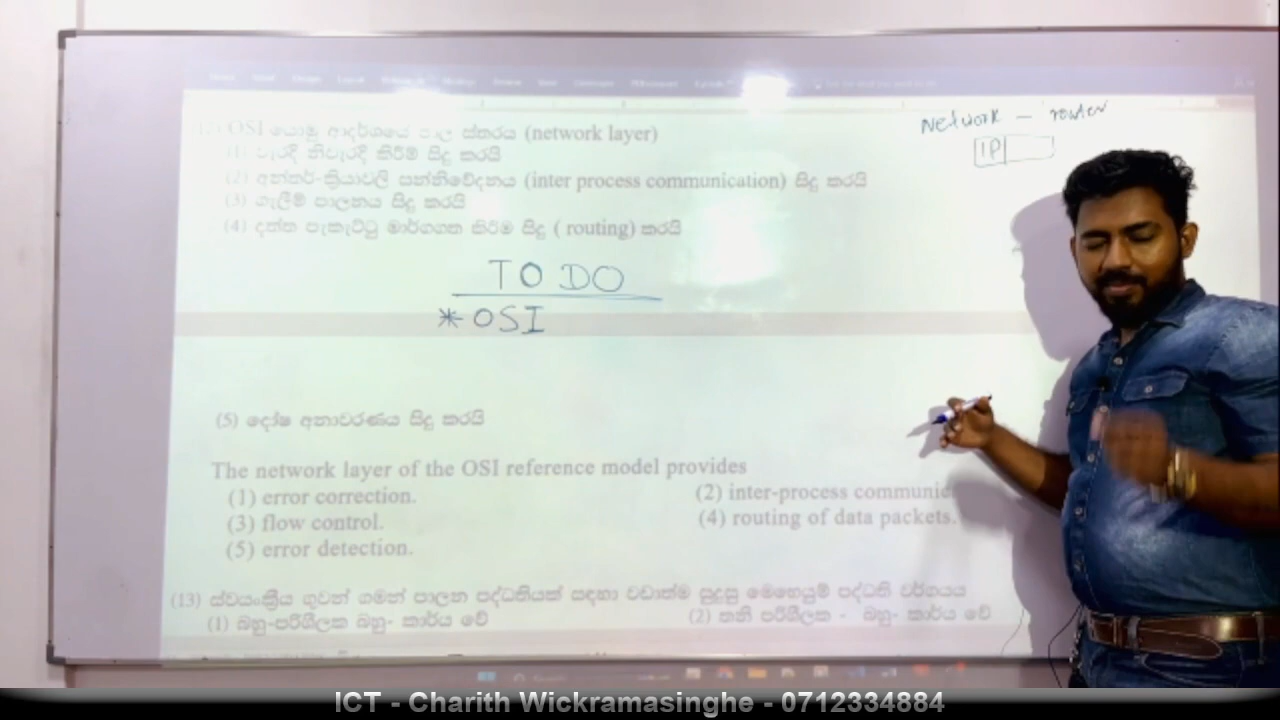 Network - router
IP
(12) OSI යොමු ආදර්ශයේ ජාල ස්තරය (network layer)
(1) වැරදි නිවැරදි කිරීම සිදු කරයි
(2) අන්තර්-ක්‍රියාවලි සන්නිවේදනය (inter process communication) සිදු කරයි
(3) ගැලීම් පාලනය සිදු කරයි
(4) දත්ත පැකැට්ටු මාර්ගගත කිරීම සිදු ( routing) කරයි
TO DO
* OSI
(5) දෝෂ අනාවරණය සිදු කරයි
The network layer of the OSI reference model provides
(1) error correction. (2) inter-process communic
(3) flow control. (4) routing of data packets.
(5) error detection.
(13) ස්වයංක්‍රීය ගුවන් ගමන් පාලන පද්ධතියක් සඳහා වඩාත්ම සුදුසු මෙහෙයුම් පද්ධති වර්ගයය
(1) බහු-පරිශීලක බහු- කාර්ය වේ (2) තනි පරිශීලක - බහු- කාර්ය වේ
ICT - Charith Wickramasinghe - 0712334884